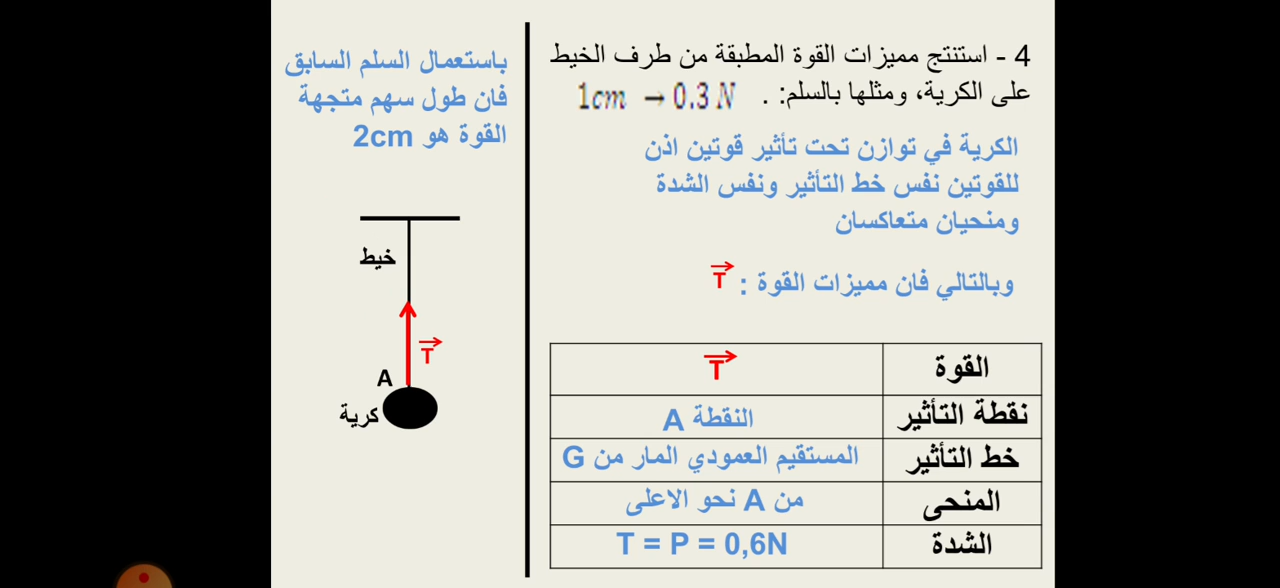 4 - استنتج مميزات القوة المطبقة من طرف الخيط
على الكرية، ومثلها بالسلم: . 1cm → 0.3 N
الكرية في توازن تحت تأثير قوتين اذن
للقوتين نفس خط التأثير ونفس الشدة
ومنحيان متعاكسان
وبالتالي فان مميزات القوة : T
القوة T
نقطة التأثير النقطة A
خط التأثير المستقيم العمودي المار من G
المنحى من A نحو الاعلى
الشدة T = P = 0,6N
باستعمال السلم السابق
فان طول سهم متجهة
القوة هو 2cm
خيط
T
A
كرية